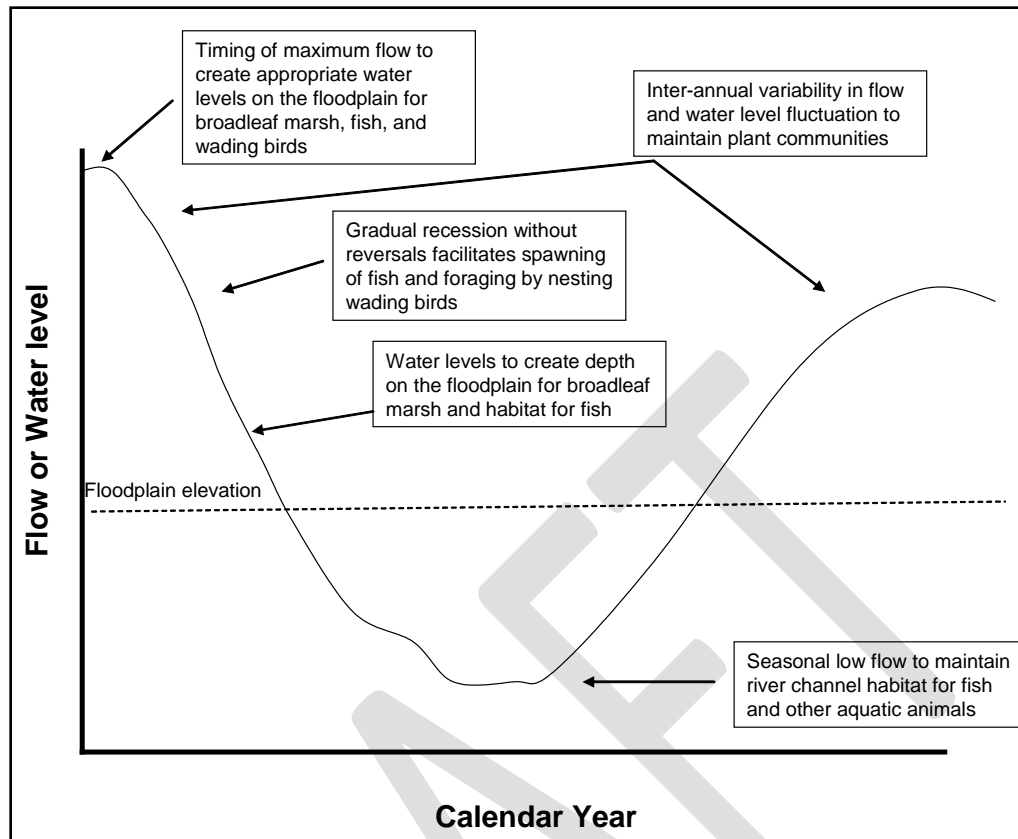 Timing of maximum flow to
create appropriate water
levels on the floodplain for
broadleaf marsh, fish, and
wading birds
Inter-annual variability in flow
and water level fluctuation to
maintain plant communities
Gradual recession without
reversals facilitates spawning
of fish and foraging by nesting
wading birds
Water levels to create depth
on the floodplain for broadleaf
marsh and habitat for fish
Flow or Water level
Floodplain elevation
Seasonal low flow to maintain
river channel habitat for fish
and other aquatic animals
Calendar Year
AFT